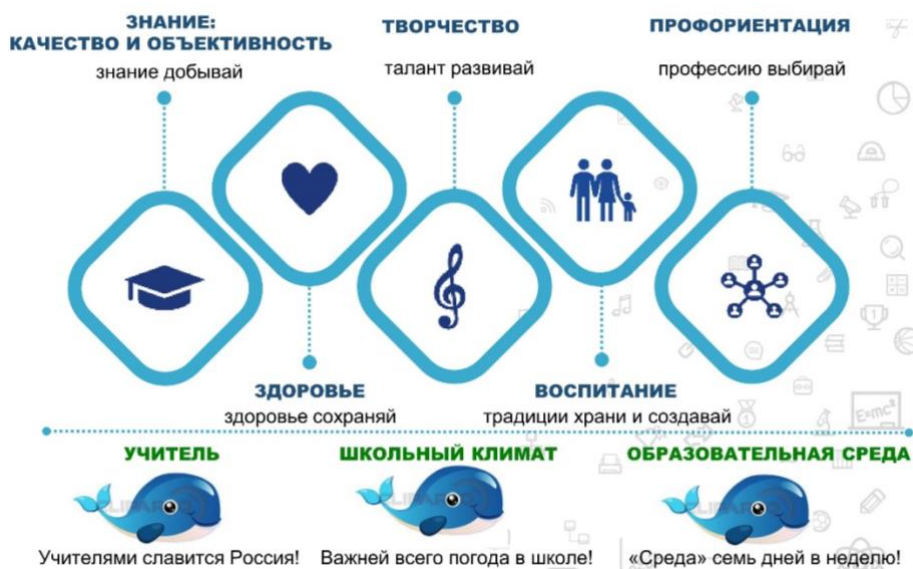 ЗНАНИЕ:
КАЧЕСТВО И ОБЪЕКТИВНОСТЬ
знание добывай
ТВОРЧЕСТВО
талант развивай
ПРОФОРИЕНТАЦИЯ
профессию выбирай
ЗДОРОВЬЕ
здоровье сохраняй
ВОСПИТАНИЕ
традиции храни и создавай
E=mc²
УЧИТЕЛЬ
Учителями славится Россия!
ШКОЛЬНЫЙ КЛИМАТ
Важней всего погода в школе!
ОБРАЗОВАТЕЛЬНАЯ СРЕДА
«Среда» семь дней в неделю!